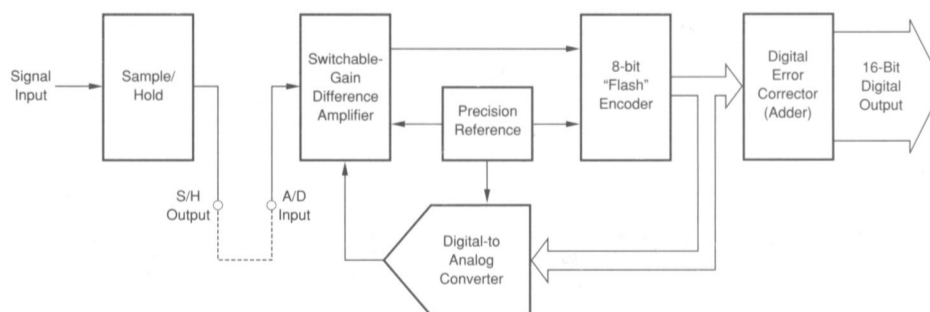 Signal
Input
Sample/
Hold
S/H
Output
A/D
Input
Switchable-
Gain
Difference
Amplifier
Precision
Reference
Digital-to
Analog
Converter
8-bit
“Flash”
Encoder
Digital
Error
Corrector
(Adder)
16-Bit
Digital
Output